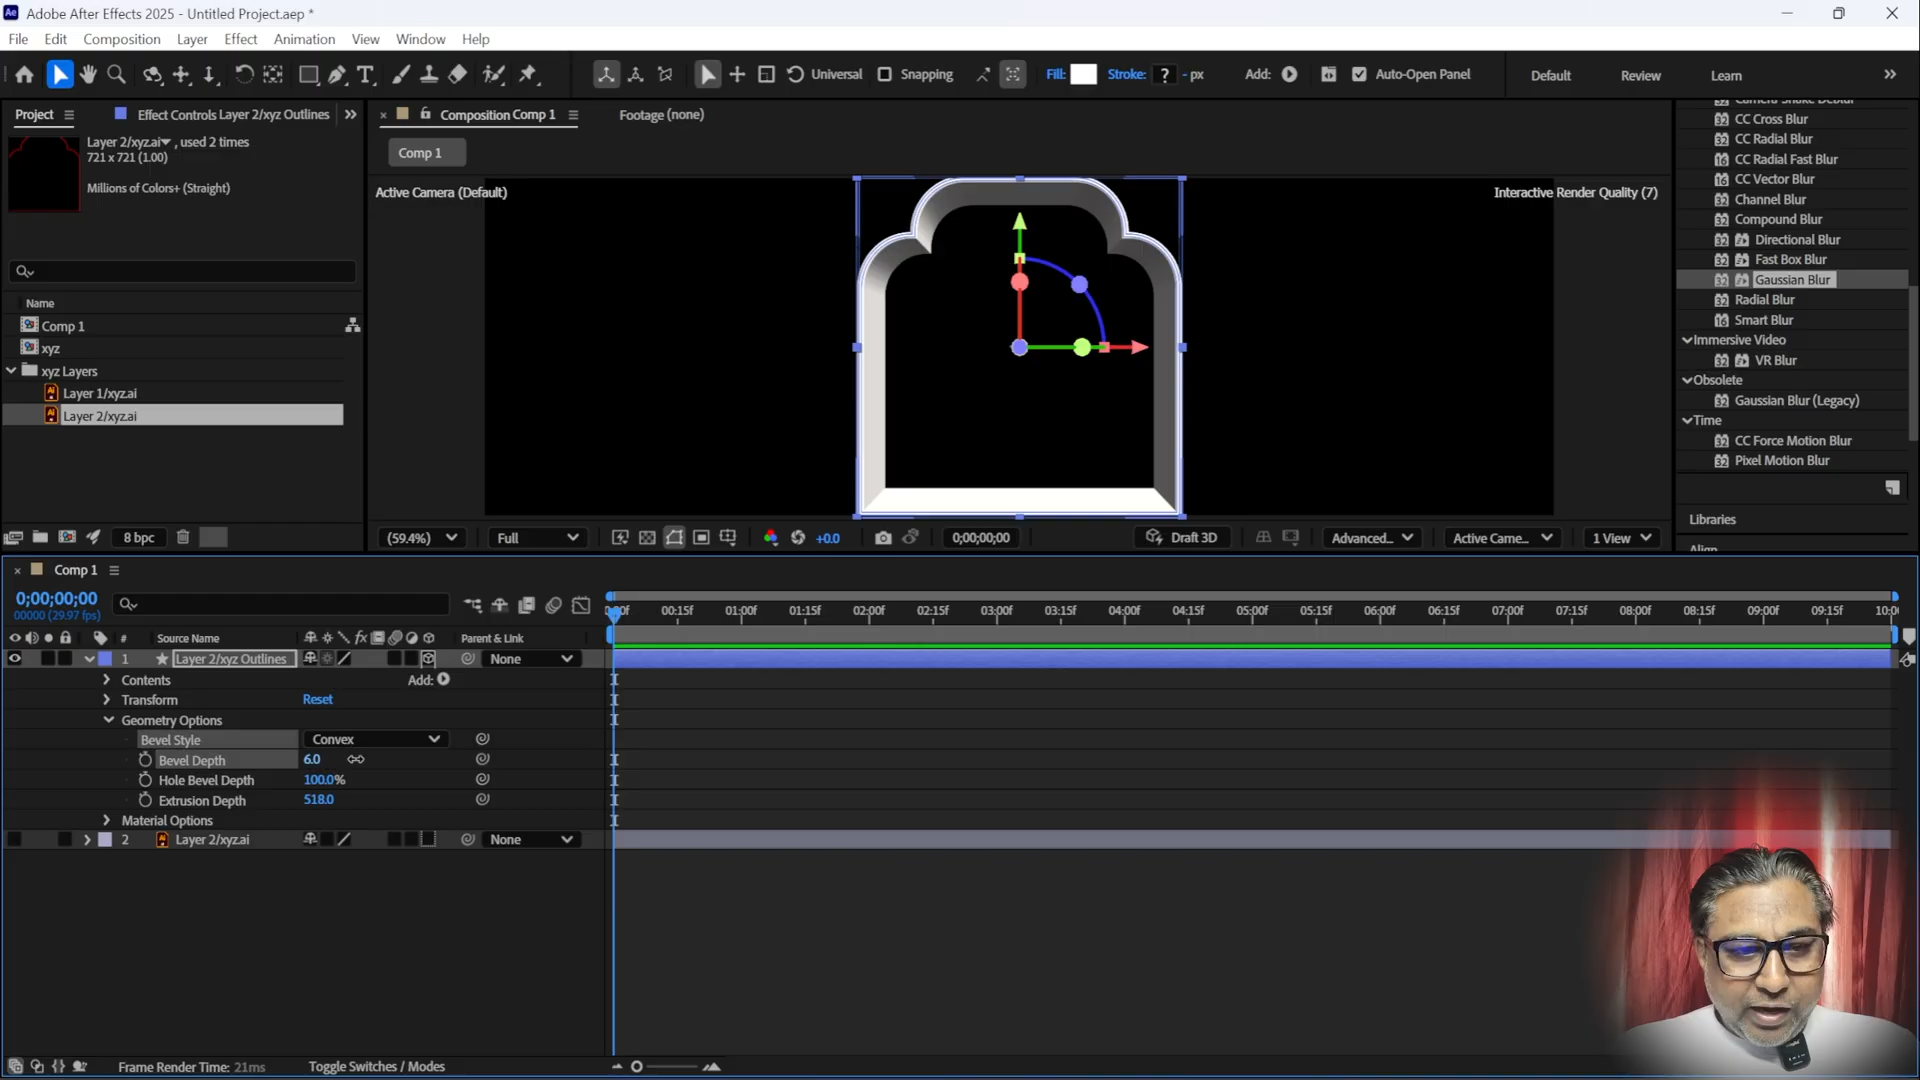 Adobe After Effects 2025 - Untitled Project.aep *
File Edit Composition Layer Effect Animation View Window Help
Universal Snapping Fill: Stroke: ? - px Add: Auto-Open Panel Default Review Learn
Project Effect Controls Layer 2/xyz Outlines
Composition Comp 1 Footage (none)
Layer 2/xyz.ai , used 2 times
721 x 721 (1.00)
Millions of Colors+ (Straight)
Comp 1
Active Camera (Default)
Interactive Render Quality (7)
Name
Comp 1
xyz
xyz Layers
Layer 1/xyz.ai
Layer 2/xyz.ai
8 bpc
(59.4%) Full +0.0 0;00;00;00 Draft 3D Advanced... Active Came... 1 View
Camera Shake Deblur
CC Cross Blur
CC Radial Blur
CC Radial Fast Blur
CC Vector Blur
Channel Blur
Compound Blur
Directional Blur
Fast Box Blur
Gaussian Blur
Radial Blur
Smart Blur
Immersive Video
VR Blur
Obsolete
Gaussian Blur (Legacy)
Time
CC Force Motion Blur
Pixel Motion Blur
Libraries
Align
Comp 1
0;00;00;00
00000 (29.97 fps)
00:15f 01:00f 01:15f 02:00f 02:15f 03:00f 03:15f 04:00f 04:15f 05:00f 05:15f 06:00f 06:15f 07:00f 07:15f 08:00f 08:15f 09:00f 09:15f
# Source Name fx Parent & Link
1 Layer 2/xyz Outlines None
Contents Add:
Transform Reset
Geometry Options
Bevel Style Convex
Bevel Depth 6.0
Hole Bevel Depth 100.0%
Extrusion Depth 518.0
Material Options
2 Layer 2/xyz.ai None
Frame Render Time: 21ms Toggle Switches / Modes